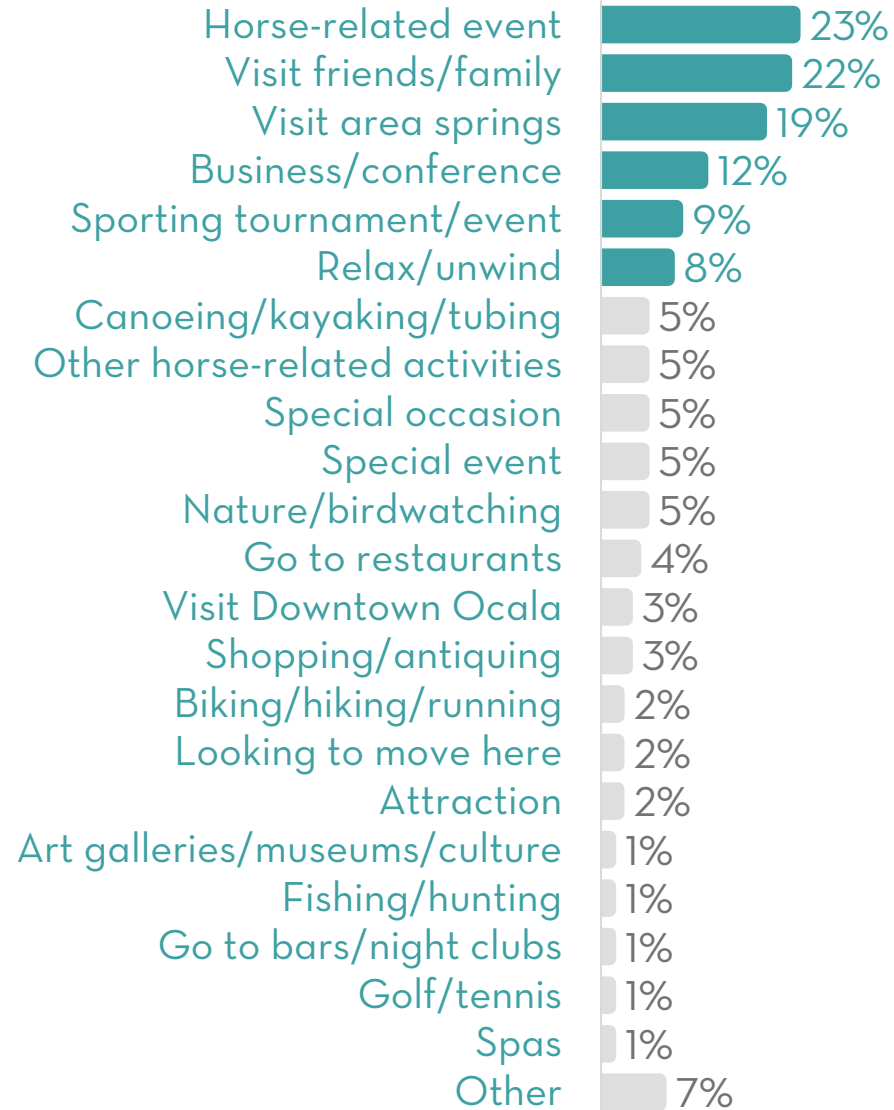 Horse-related event 23%
Visit friends/family 22%
Visit area springs 19%
Business/conference 12%
Sporting tournament/event 9%
Relax/unwind 8%
Canoeing/kayaking/tubing 5%
Other horse-related activities 5%
Special occasion 5%
Special event 5%
Nature/birdwatching 5%
Go to restaurants 4%
Visit Downtown Ocala 3%
Shopping/antiquing 3%
Biking/hiking/running 2%
Looking to move here 2%
Attraction 2%
Art galleries/museums/culture 1%
Fishing/hunting 1%
Go to bars/night clubs 1%
Golf/tennis 1%
Spas 1%
Other 7%